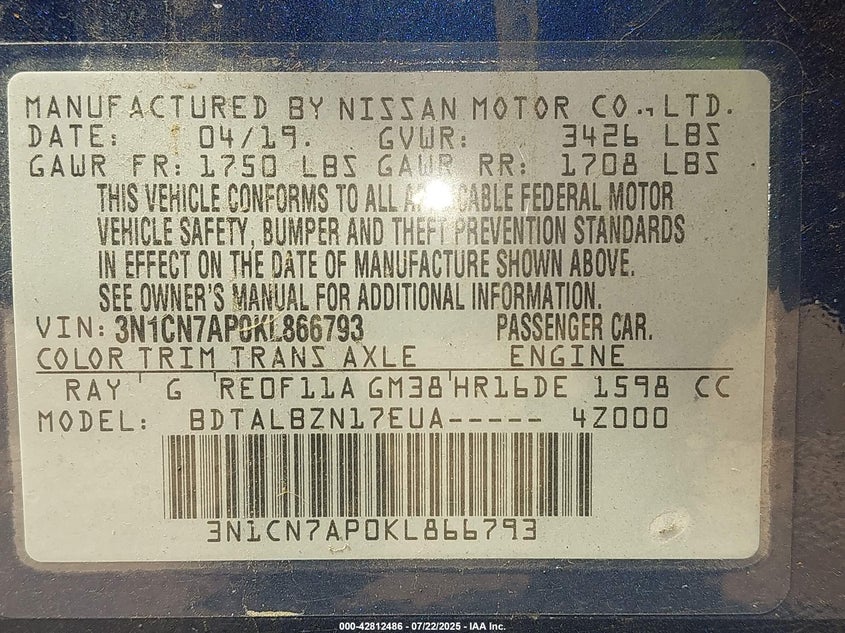 MANUFACTURED BY NISSAN MOTOR CO., LTD.
DATE: 04/19. GVWR: 3426 LBS
GAWR FR: 1750 LBS GAWR RR: 1708 LBS
THIS VEHICLE CONFORMS TO ALL APPLICABLE FEDERAL MOTOR
VEHICLE SAFETY, BUMPER AND THEFT PREVENTION STANDARDS
IN EFFECT ON THE DATE OF MANUFACTURE SHOWN ABOVE.
SEE OWNER'S MANUAL FOR ADDITIONAL INFORMATION.
VIN: 3N1CN7AP0KL866793 PASSENGER CAR.
COLOR TRIM TRANS AXLE ENGINE
RAY G RE0F11A GM38 HR16DE 1598 CC
MODEL: BDTALBZN17EUA----- 4Z000
3N1CN7AP0KL866793
000-42812486 - 07/22/2025 - IAA Inc.